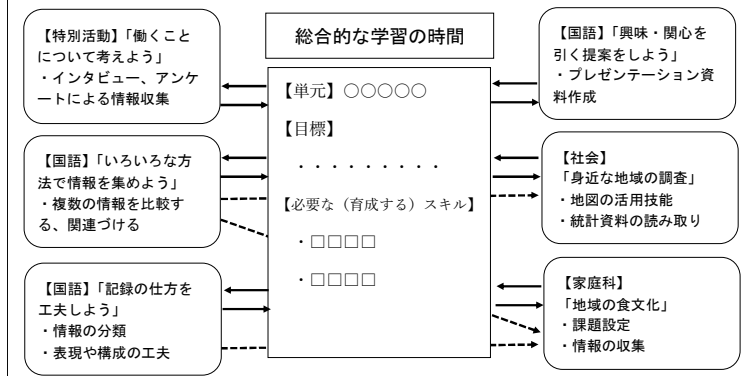 総合的な学習の時間
【特別活動】「働くこと
について考えよう」
・インタビュー、アンケ
ートによる情報収集
【国語】「いろいろな方
法で情報を集めよう」
・複数の情報を比較す
る、関連づける
【国語】「記録の仕方を
工夫しよう」
・情報の分類
・表現や構成の工夫
【単元】○○○○○
【目標】
・・・・・・・・・
【必要な（育成する）スキル】
・□□□□
・□□□□
【国語】「興味・関心を
引く提案をしよう」
・プレゼンテーション資
料作成
【社会】
「身近な地域の調査」
・地図の活用技能
・統計資料の読み取り
【家庭科】
「地域の食文化」
・課題設定
・情報の収集